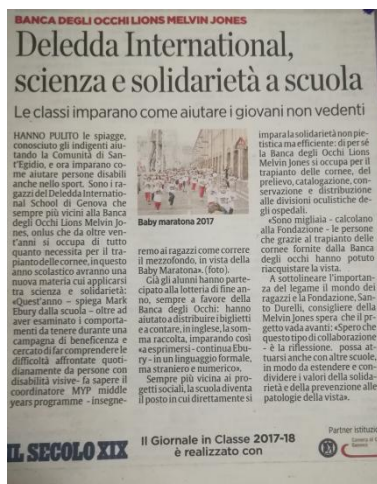 BANCA DEGLI OCCHI LIONS MELVIN JONES
Deledda International,
scienza e solidarietà a scuola
Le classi imparano come aiutare i giovani non vedenti
HANNO PULITO le spiagge,
conosciuto gli indigenti aiu-
tando la Comunità di San-
t'Egidio, e ora imparano co-
me aiutare persone disabili
anche nello sport. Sono i ra-
gazzi del Deledda Internatio-
nal School di Genova che
sempre più vicini alla Banca
degli Occhi Lions Melvin Jo-
nes, onlus che da oltre ven-
t'anni si occupa di tutto
quanto necessita per il tra-
pianto delle cornee, in questo
anno scolastico avranno una
nuova materia cui applicarsi
tra scienza e solidarietà:
«Quest'anno – spiega Mark
Ebury dalla scuola – oltre ad
aver esaminato i comporta-
menti da tenere durante una
campagna di beneficenza e
cercato di far comprendere le
difficoltà affrontate quoti-
dianamente da persone con
disabilità visive- fa sapere il
coordinatore MYP middle
years programme - insegne-
Baby maratona 2017
remo ai ragazzi come correre
il mezzofondo, in vista della
Baby Maratona». (foto).
Già gli alunni hanno parte-
cipato alla lotteria di fine an-
no, sempre a favore della
Banca degli Occhi: hanno
aiutato a distribuire i biglietti
e a contare, in inglese, la som-
ma raccolta, imparando così
«a esprimersi - continua Ebu-
ry - in un linguaggio formale,
ma straniero e numerico».
Sempre più vicina ai pro-
getti sociali, la scuola diventa
il posto in cui direttamente si
impara la solidarietà non pie-
tistica ma efficiente: di per sé
la Banca degli Occhi Lions
Melvin Jones si occupa per il
trapianto delle cornee, del
prelievo, catalogazione, con-
servazione e distribuzione
alle divisioni oculistiche de-
gli ospedali.
«Sono migliaia - calcolano
alla Fondazione - le persone
che grazie al trapianto delle
cornee fornite dalla Banca
degli occhi hanno potuto
riacquistare la vista.
A sottolineare l'importan-
za del legame il mondo dei
ragazzi e la Fondazione, San-
to Durelli, consigliere della
Melvin Jones spera che il pro-
getto vada avanti: «Spero che
questo tipo di collaborazione
- è la riflessione. possa at-
tuarsi anche con altre scuole,
in modo da estendere e con-
dividere i valori della solida-
rietà e della prevenzione alle
patologie della vista».
IL SECOLO XIX
Il Giornale in Classe 2017-18
è realizzato con
Partner istituzio